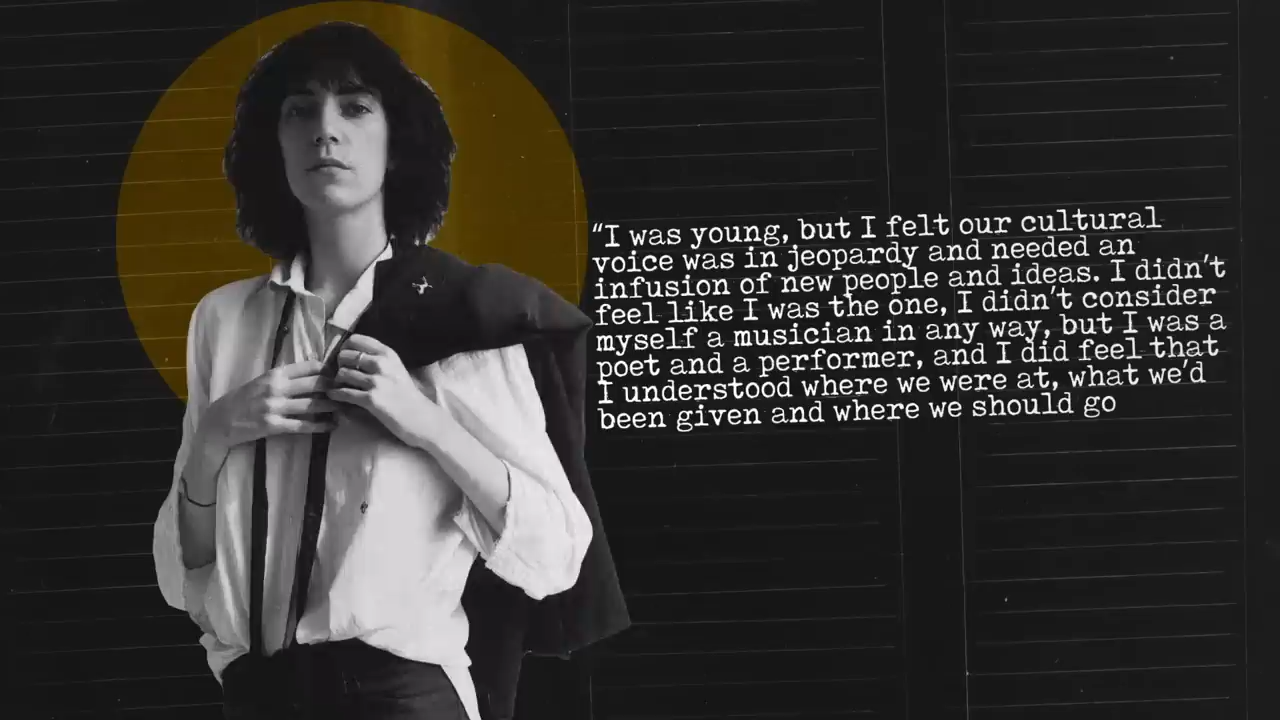 “I was young, but I felt our cultural
voice was in jeopardy and needed an
infusion of new people and ideas. I didn't
feel like I was the one, I didn't consider
myself a musician in any way, but I was a
poet and a performer, and I did feel that
I understood where we were at, what we'd
been given and where we should go